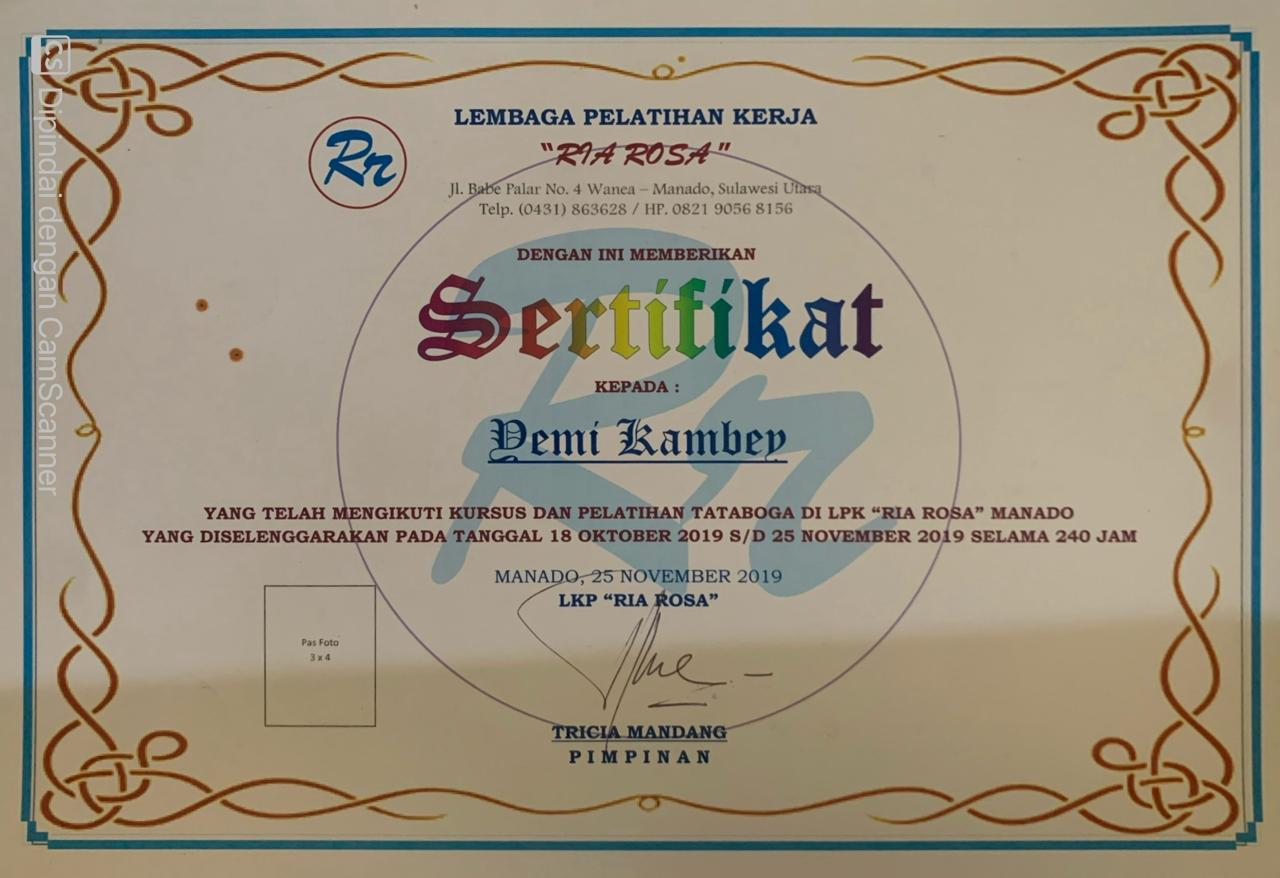 Rr
LEMBAGA PELATIHAN KERJA
“RIA ROSA”
Jl. Babe Palar No. 4 Wanea – Manado, Sulawesi Utara
Telp. (0431) 863628 / HP. 0821 9056 8156
DENGAN INI MEMBERIKAN
Sertifikat
KEPADA :
Yemi Kambey
YANG TELAH MENGIKUTI KURSUS DAN PELATIHAN TATABOGA DI LPK “RIA ROSA” MANADO
YANG DISELENGGARAKAN PADA TANGGAL 18 OKTOBER 2019 S/D 25 NOVEMBER 2019 SELAMA 240 JAM
MANADO, 25 NOVEMBER 2019
LKP “RIA ROSA”
Pas Foto
3 x 4
TRICIA MANDANG
PIMPINAN
Rr
CS Dipindai dengan CamScanner